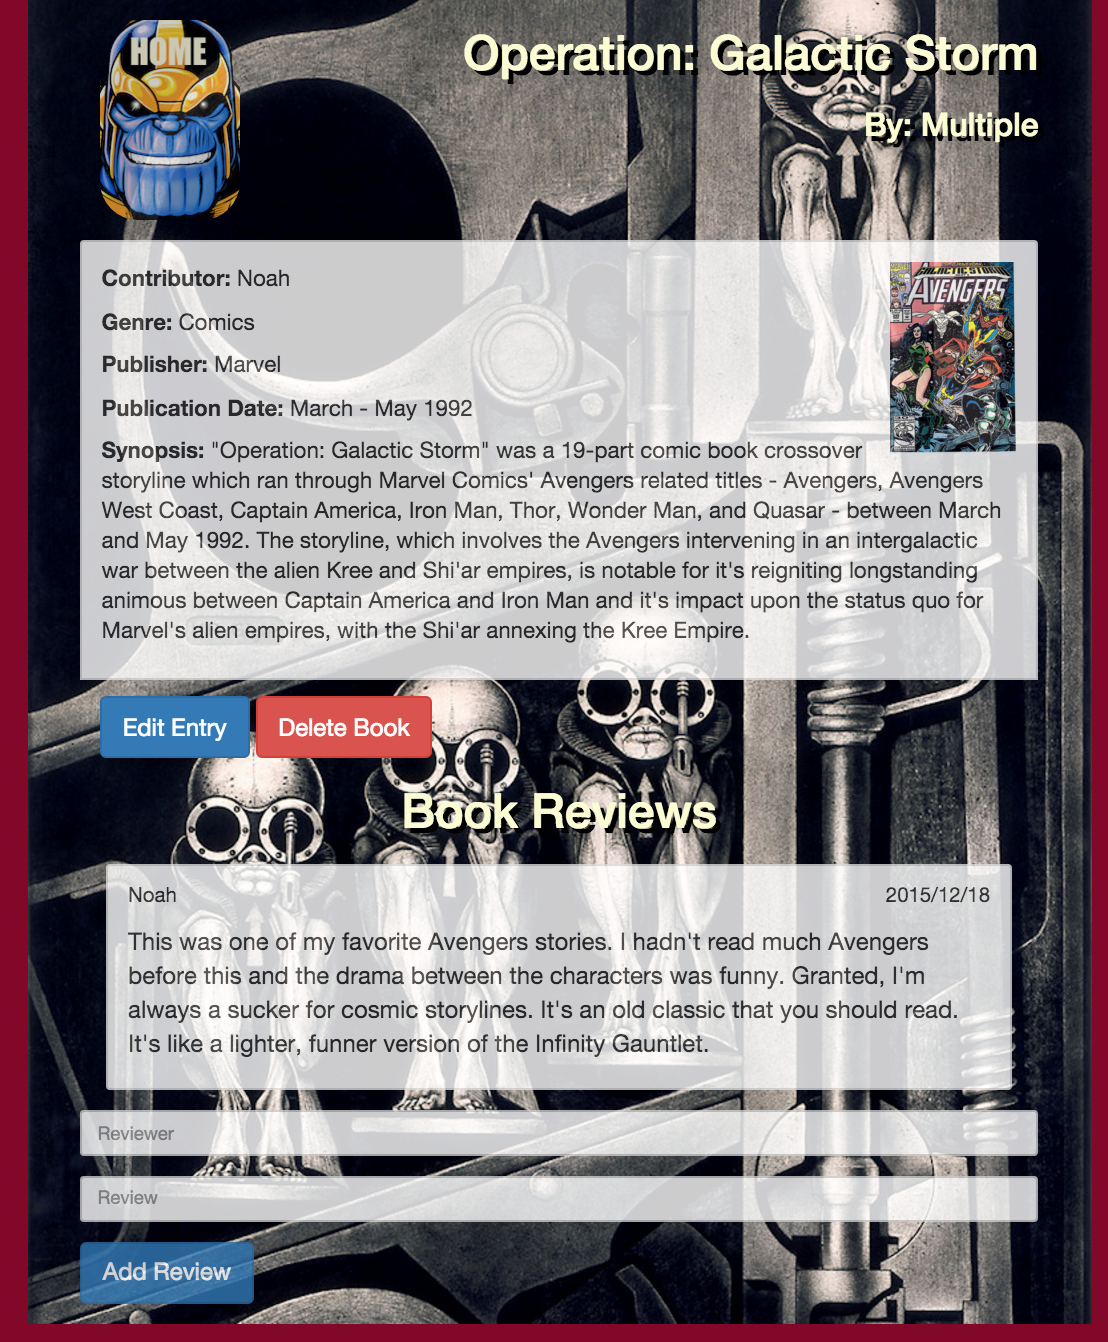 HOME
Operation: Galactic Storm
By: Multiple
Contributor: Noah
Genre: Comics
Publisher: Marvel
Publication Date: March - May 1992
GALACTIC STORM
AVENGERS
Synopsis: "Operation: Galactic Storm" was a 19-part comic book crossover
storyline which ran through Marvel Comics' Avengers related titles - Avengers, Avengers
West Coast, Captain America, Iron Man, Thor, Wonder Man, and Quasar - between March
and May 1992. The storyline, which involves the Avengers intervening in an intergalactic
war between the alien Kree and Shi'ar empires, is notable for it's reigniting longstanding
animous between Captain America and Iron Man and it's impact upon the status quo for
Marvel's alien empires, with the Shi'ar annexing the Kree Empire.
Edit Entry Delete Book
Book Reviews
Noah 2015/12/18
This was one of my favorite Avengers stories. I hadn't read much Avengers
before this and the drama between the characters was funny. Granted, I'm
always a sucker for cosmic storylines. It's an old classic that you should read.
It's like a lighter, funner version of the Infinity Gauntlet.
Reviewer
Review
Add Review